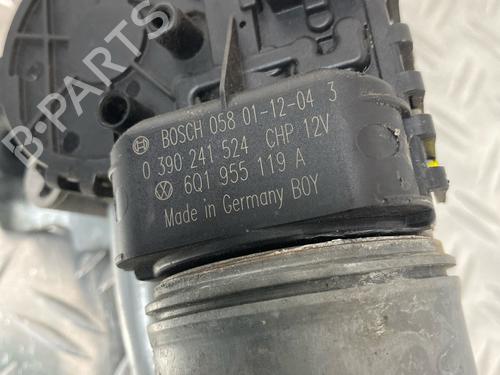 BOSCH 058 01-12-04 3
0 390 241 524 CHP 12V
6Q1 955 119 A
Made in Germany BOY
B-PARTS